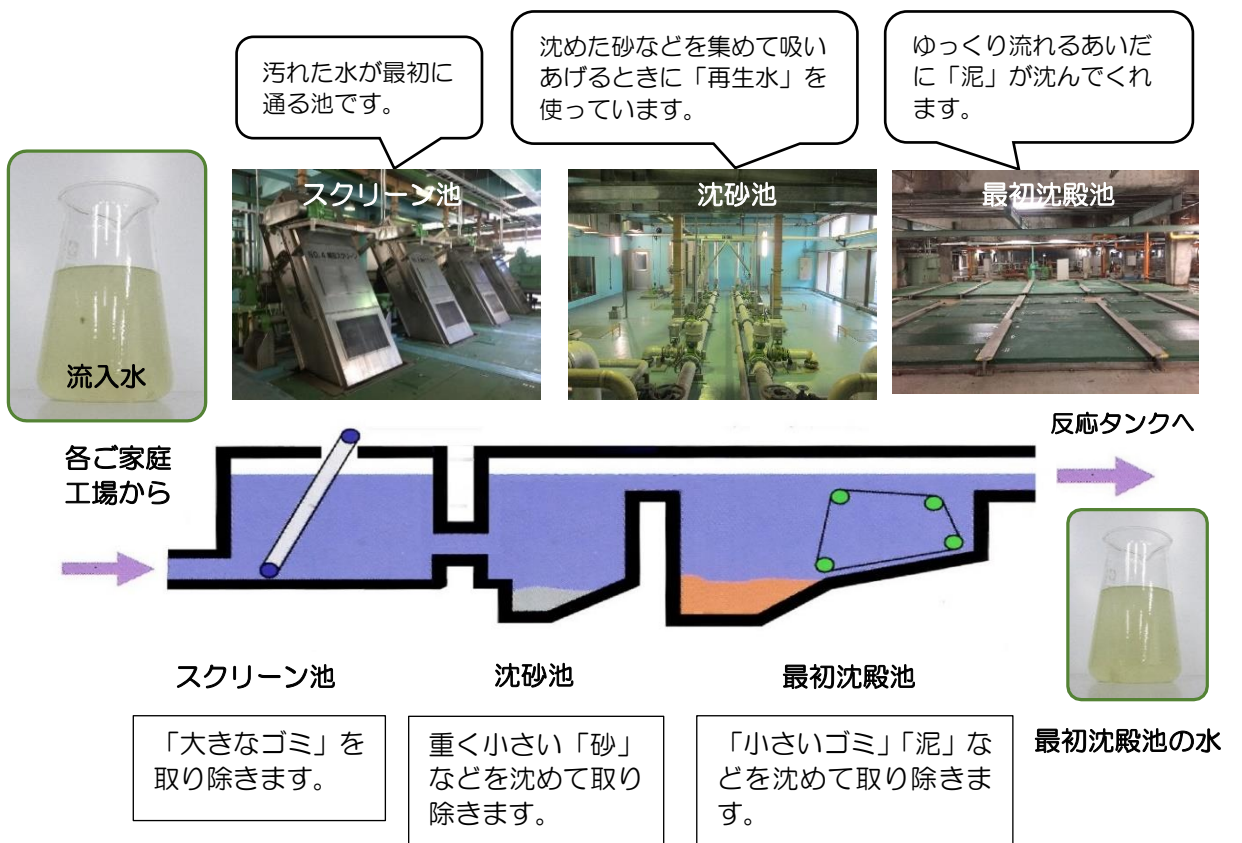 汚れた水が最初に
通る池です。
沈めた砂などを集めて吸い
あげるときに「再生水」を
使っています。
ゆっくり流れるあいだ
に「泥」が沈んでくれ
ます。
スクリーン池
沈砂池
最初沈殿池
流入水
各ご家庭
工場から
反応タンクへ
スクリーン池
沈砂池
最初沈殿池
「大きなゴミ」を
取り除きます。
重く小さい「砂」
などを沈めて取り
除きます。
「小さいゴミ」「泥」な
どを沈めて取り除きま
す。
最初沈殿池の水